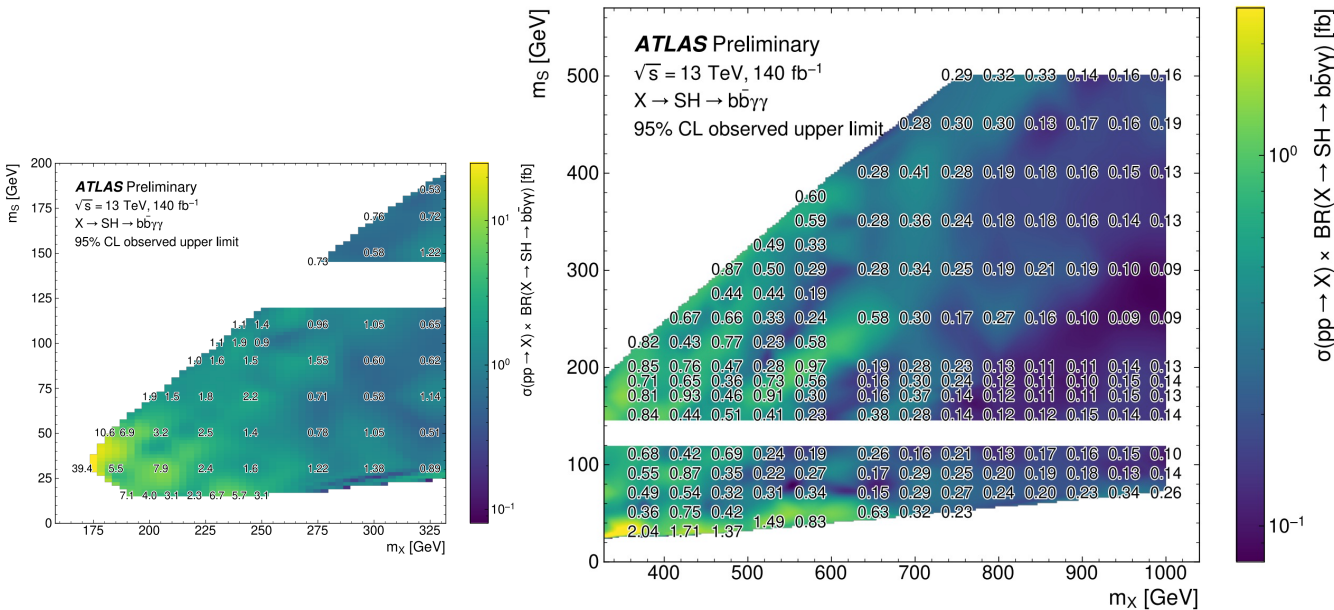 200
175
150
125
100
75
50
25
0
m_S [GeV]
ATLAS Preliminary
√s = 13 TeV, 140 fb⁻¹
X → SH → bb̄γγ
95% CL observed upper limit
0.53
0.76 0.72
0.73 0.58 1.22
1.1 1.4 0.96 1.05 0.65
1.1 1.9 0.9
1.0 1.6 1.5 1.55 0.60 0.62
1.9 1.5 1.8 2.2 0.71 0.58 1.14
10.6 6.9 3.2 2.5 1.4 0.78 1.05 0.51
39.4 5.5 7.9 2.4 1.6 1.22 1.38 0.89
7.1 4.0 3.1 2.3 6.7 5.7 3.1
175 200 225 250 275 300 325
m_X [GeV]
10¹
10⁰
10⁻¹
σ(pp → X) × BR(X → SH → bb̄γγ) [fb]
m_S [GeV]
500
400
300
200
100
0
ATLAS Preliminary
√s = 13 TeV, 140 fb⁻¹
X → SH → bb̄γγ
95% CL observed upper limit
0.29 0.32 0.33 0.14 0.16 0.16
0.28 0.30 0.30 0.13 0.17 0.16 0.19
0.28 0.41 0.28 0.19 0.18 0.16 0.15 0.13
0.60
0.59 0.28 0.36 0.24 0.18 0.18 0.16 0.14 0.13
0.49 0.33
0.87 0.50 0.29 0.28 0.34 0.25 0.19 0.21 0.19 0.10 0.09
0.44 0.44 0.19
0.67 0.66 0.33 0.24 0.58 0.30 0.17 0.27 0.16 0.10 0.09 0.09
0.82 0.43 0.77 0.23 0.58
0.85 0.76 0.47 0.28 0.97 0.19 0.28 0.23 0.13 0.11 0.11 0.14 0.13
0.71 0.65 0.36 0.73 0.56 0.16 0.30 0.24 0.12 0.11 0.10 0.15 0.14
0.81 0.93 0.46 0.91 0.30 0.16 0.37 0.14 0.12 0.11 0.12 0.15 0.13
0.84 0.44 0.51 0.41 0.23 0.38 0.28 0.14 0.12 0.12 0.15 0.14 0.14
0.68 0.42 0.69 0.24 0.19 0.26 0.16 0.21 0.13 0.17 0.16 0.15 0.10
0.55 0.87 0.35 0.22 0.27 0.17 0.29 0.25 0.20 0.19 0.18 0.13 0.14
0.49 0.54 0.32 0.31 0.34 0.15 0.29 0.27 0.24 0.20 0.23 0.34 0.26
0.36 0.75 0.42 1.49 0.83 0.63 0.32 0.23
2.04 1.71 1.37
400 500 600 700 800 900 1000
m_X [GeV]
10⁰
10⁻¹
σ(pp → X) × BR(X → SH → bb̄γγ) [fb]